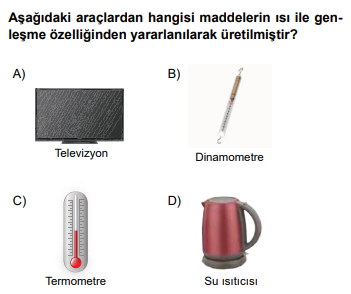 Aşağıdaki araçlardan hangisi maddelerin ısı ile gen-
leşme özelliğinden yararlanılarak üretilmiştir?
A)
B)
Televizyon
Dinamometre
C)
D)
Termometre
Su ısıtıcısı